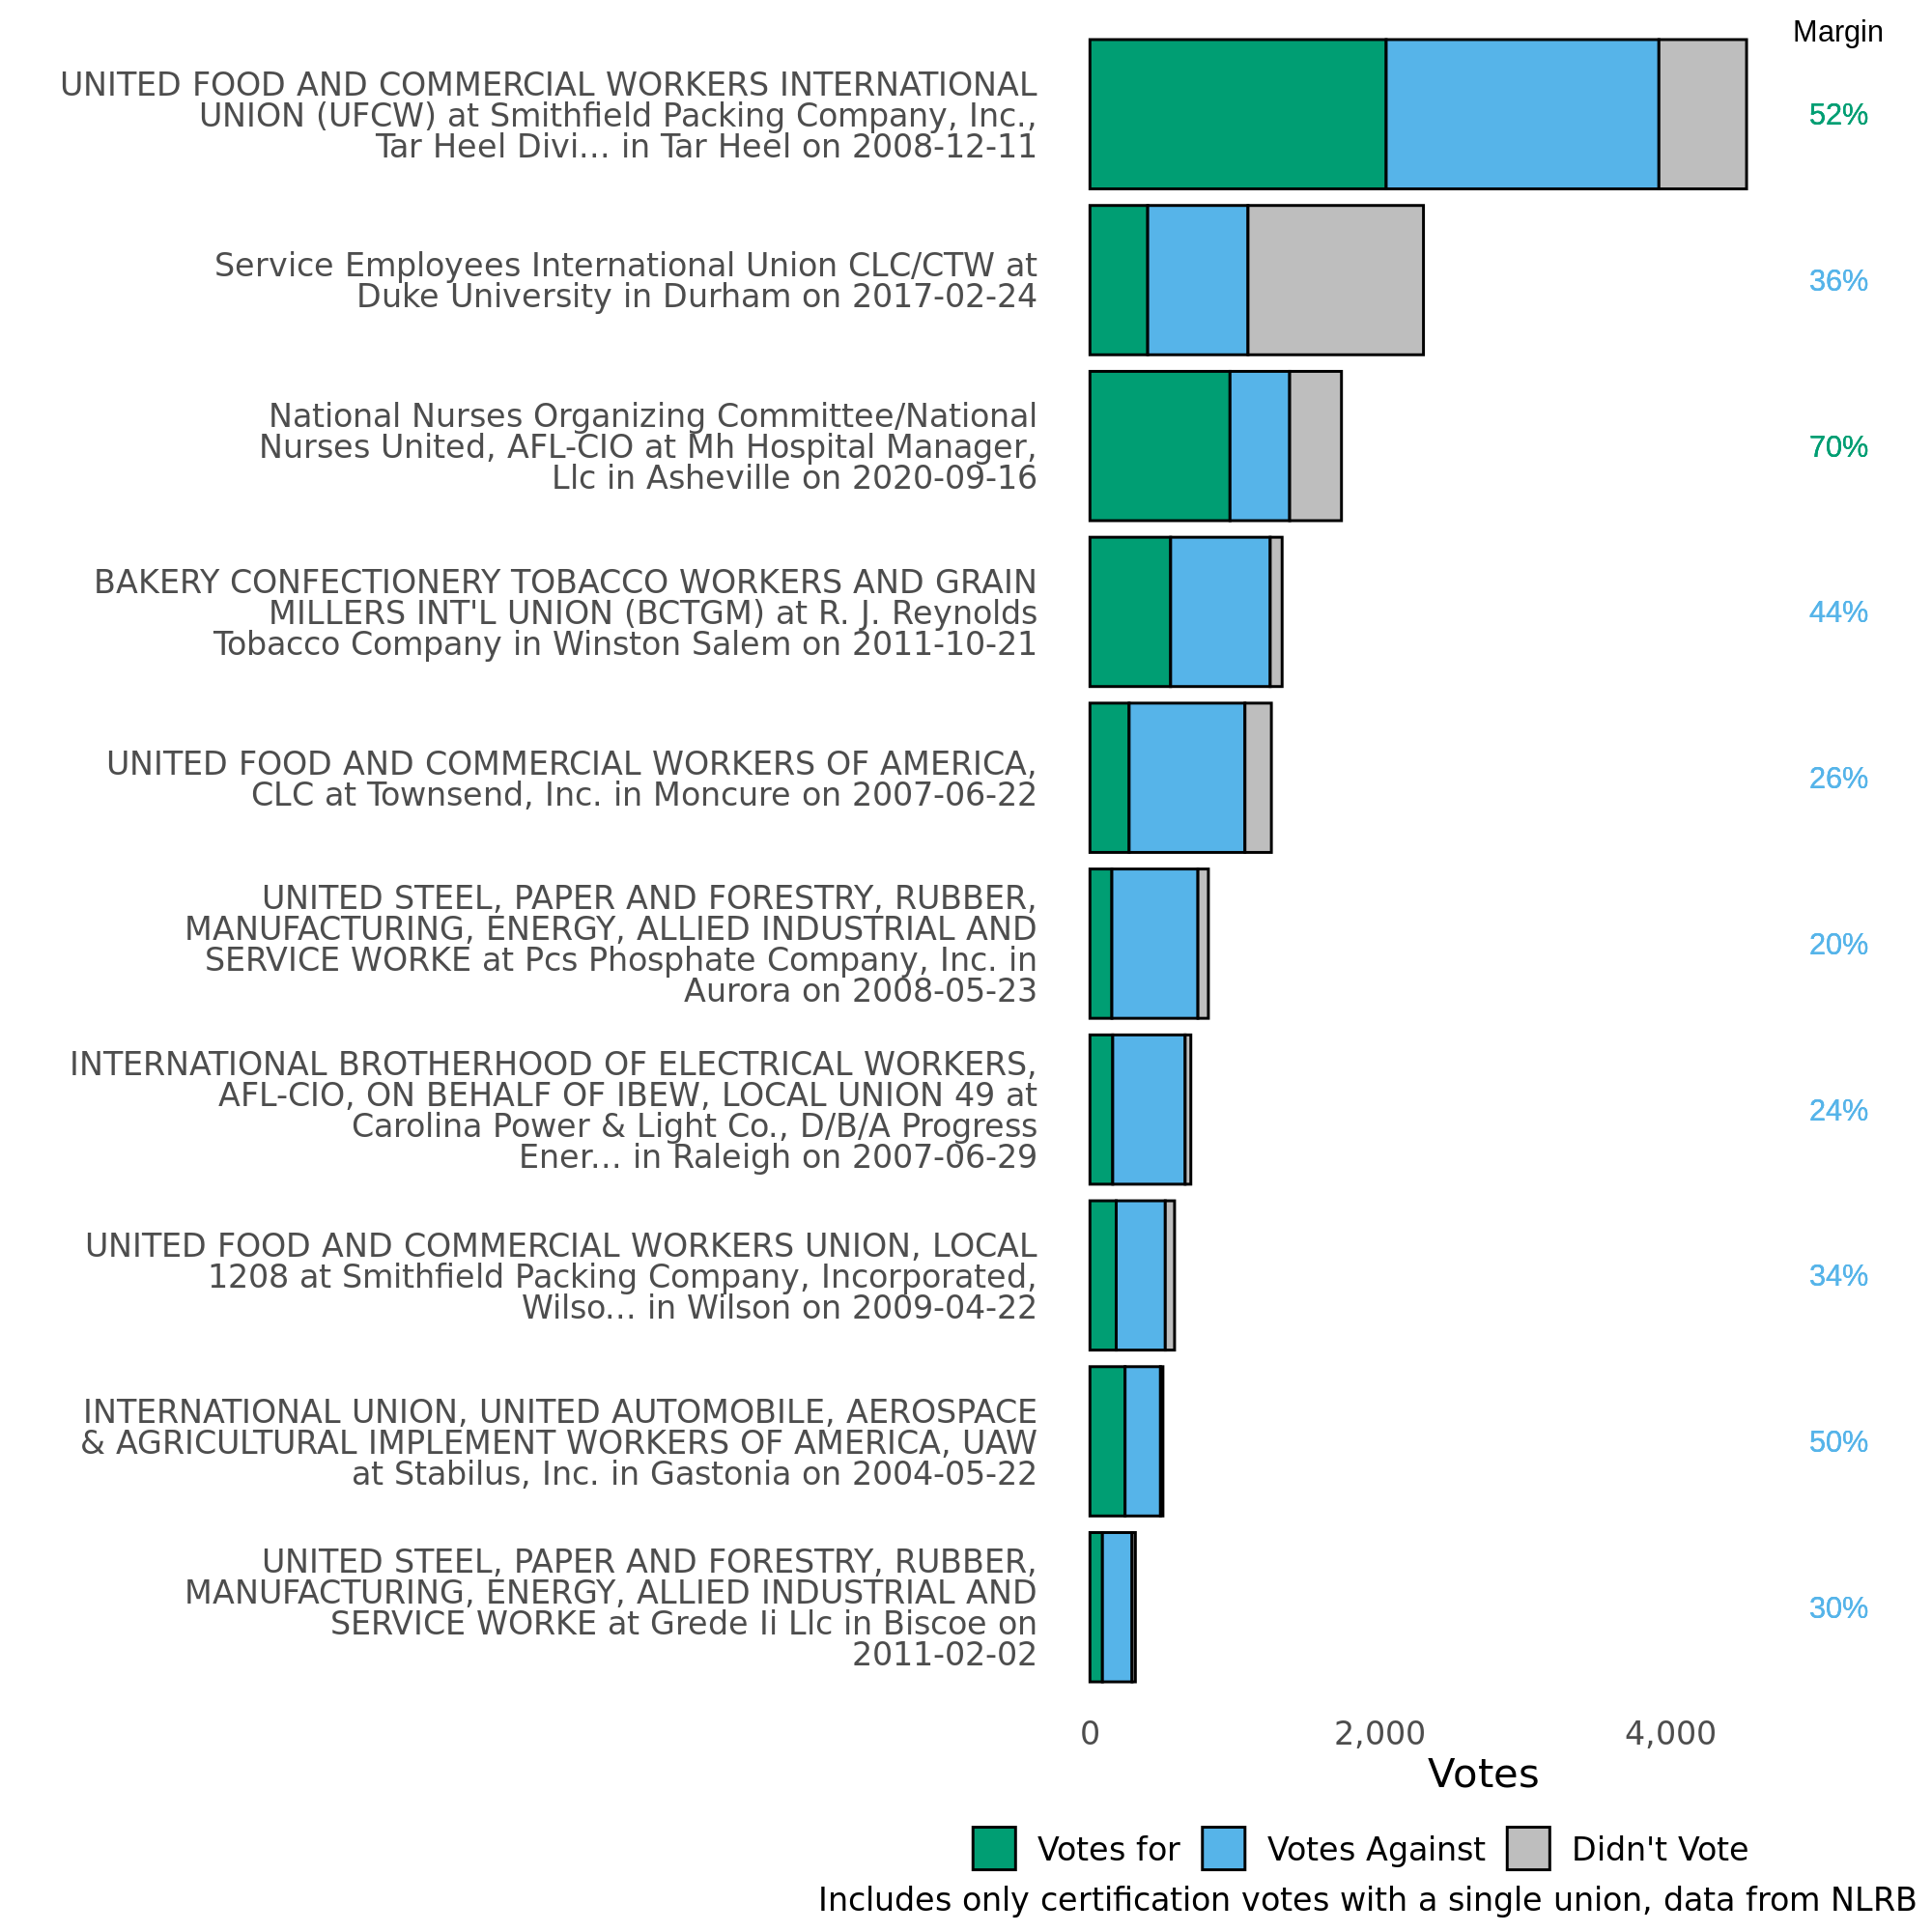 Margin
UNITED FOOD AND COMMERCIAL WORKERS INTERNATIONAL
UNION (UFCW) at Smithfield Packing Company, Inc.,
Tar Heel Divi... in Tar Heel on 2008-12-11
52%
Service Employees International Union CLC/CTW at
Duke University in Durham on 2017-02-24
36%
National Nurses Organizing Committee/National
Nurses United, AFL-CIO at Mh Hospital Manager,
Llc in Asheville on 2020-09-16
70%
BAKERY CONFECTIONERY TOBACCO WORKERS AND GRAIN
MILLERS INT'L UNION (BCTGM) at R. J. Reynolds
Tobacco Company in Winston Salem on 2011-10-21
44%
UNITED FOOD AND COMMERCIAL WORKERS OF AMERICA,
CLC at Townsend, Inc. in Moncure on 2007-06-22
26%
UNITED STEEL, PAPER AND FORESTRY, RUBBER,
MANUFACTURING, ENERGY, ALLIED INDUSTRIAL AND
SERVICE WORKE at Pcs Phosphate Company, Inc. in
Aurora on 2008-05-23
20%
INTERNATIONAL BROTHERHOOD OF ELECTRICAL WORKERS,
AFL-CIO, ON BEHALF OF IBEW, LOCAL UNION 49 at
Carolina Power & Light Co., D/B/A Progress
Ener... in Raleigh on 2007-06-29
24%
UNITED FOOD AND COMMERCIAL WORKERS UNION, LOCAL
1208 at Smithfield Packing Company, Incorporated,
Wilso... in Wilson on 2009-04-22
34%
INTERNATIONAL UNION, UNITED AUTOMOBILE, AEROSPACE
& AGRICULTURAL IMPLEMENT WORKERS OF AMERICA, UAW
at Stabilus, Inc. in Gastonia on 2004-05-22
50%
UNITED STEEL, PAPER AND FORESTRY, RUBBER,
MANUFACTURING, ENERGY, ALLIED INDUSTRIAL AND
SERVICE WORKE at Grede Ii Llc in Biscoe on
2011-02-02
30%
0 2,000 4,000
Votes
Votes for Votes Against Didn't Vote
Includes only certification votes with a single union, data from NLRB